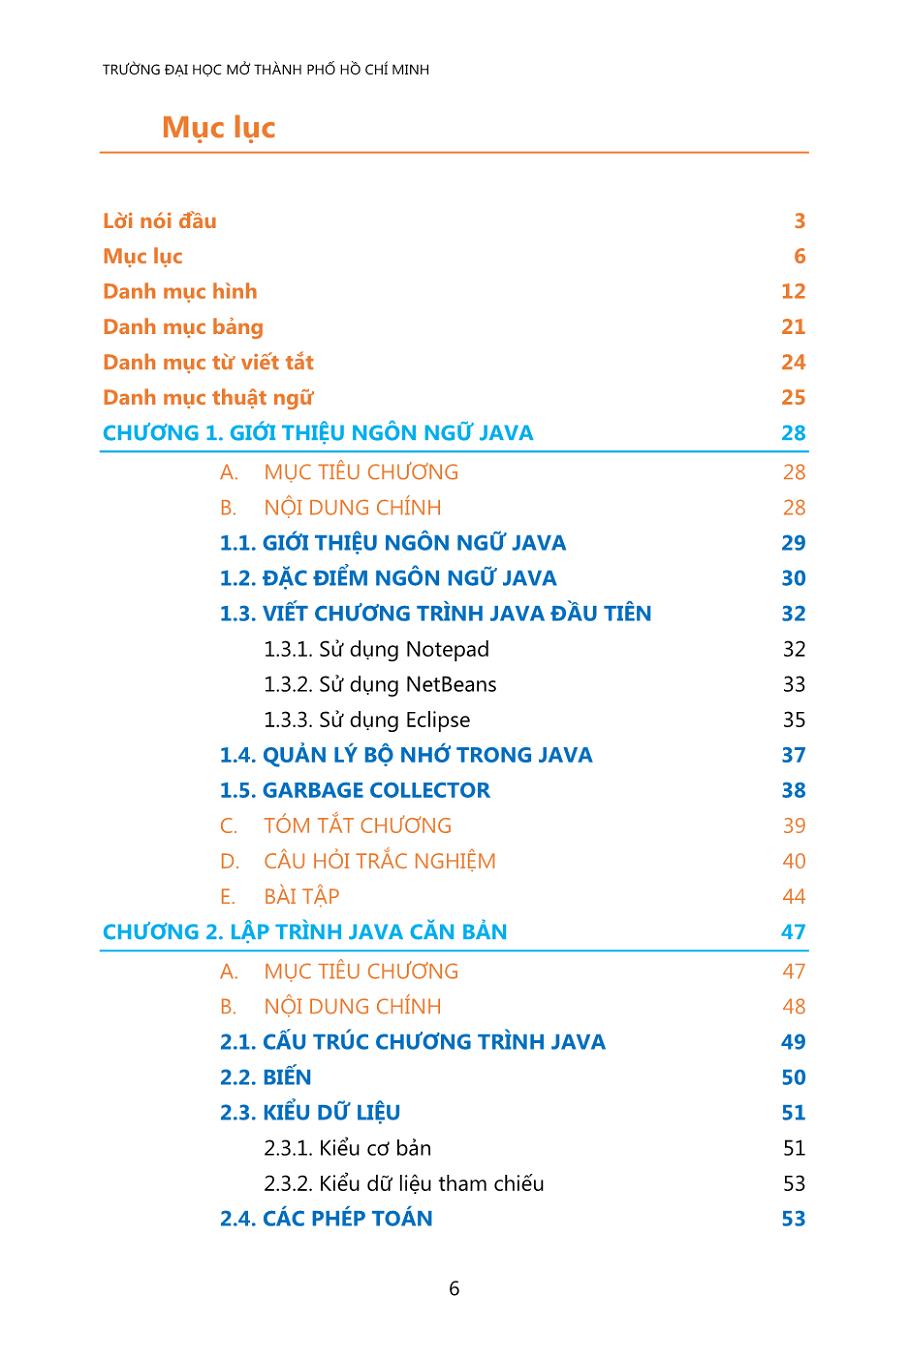 TRƯỜNG ĐẠI HỌC MỞ THÀNH PHỐ HỒ CHÍ MINH
Mục lục
Lời nói đầu 3
Mục lục 6
Danh mục hình 12
Danh mục bảng 21
Danh mục từ viết tắt 24
Danh mục thuật ngữ 25
CHƯƠNG 1. GIỚI THIỆU NGÔN NGỮ JAVA 28
A. MỤC TIÊU CHƯƠNG 28
B. NỘI DUNG CHÍNH 28
1.1. GIỚI THIỆU NGÔN NGỮ JAVA 29
1.2. ĐẶC ĐIỂM NGÔN NGỮ JAVA 30
1.3. VIẾT CHƯƠNG TRÌNH JAVA ĐẦU TIÊN 32
1.3.1. Sử dụng Notepad 32
1.3.2. Sử dụng NetBeans 33
1.3.3. Sử dụng Eclipse 35
1.4. QUẢN LÝ BỘ NHỚ TRONG JAVA 37
1.5. GARBAGE COLLECTOR 38
C. TÓM TẮT CHƯƠNG 39
D. CÂU HỎI TRẮC NGHIỆM 40
E. BÀI TẬP 44
CHƯƠNG 2. LẬP TRÌNH JAVA CĂN BẢN 47
A. MỤC TIÊU CHƯƠNG 47
B. NỘI DUNG CHÍNH 48
2.1. CẤU TRÚC CHƯƠNG TRÌNH JAVA 49
2.2. BIẾN 50
2.3. KIỂU DỮ LIỆU 51
2.3.1. Kiểu cơ bản 51
2.3.2. Kiểu dữ liệu tham chiếu 53
2.4. CÁC PHÉP TOÁN 53
6